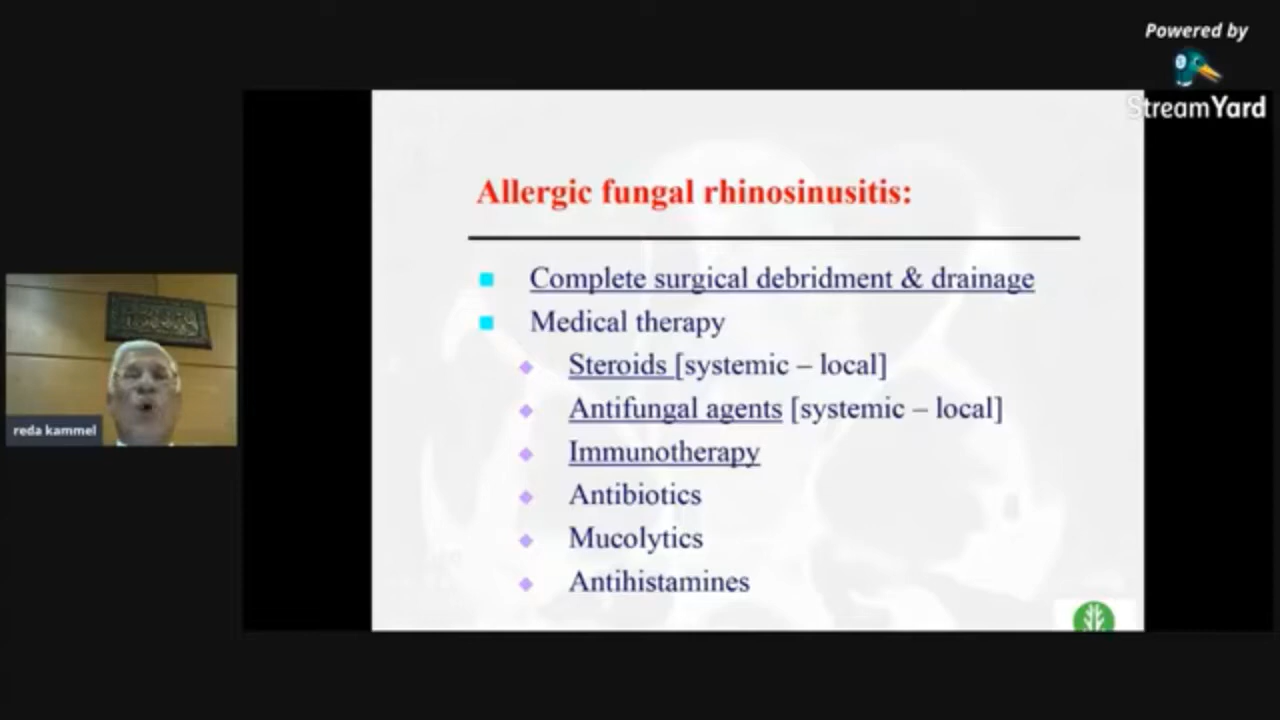 Powered by
StreamYard
Allergic fungal rhinosinusitis:
Complete surgical debridment & drainage
Medical therapy
Steroids [systemic – local]
Antifungal agents [systemic – local]
Immunotherapy
Antibiotics
Mucolytics
Antihistamines
reda kammel